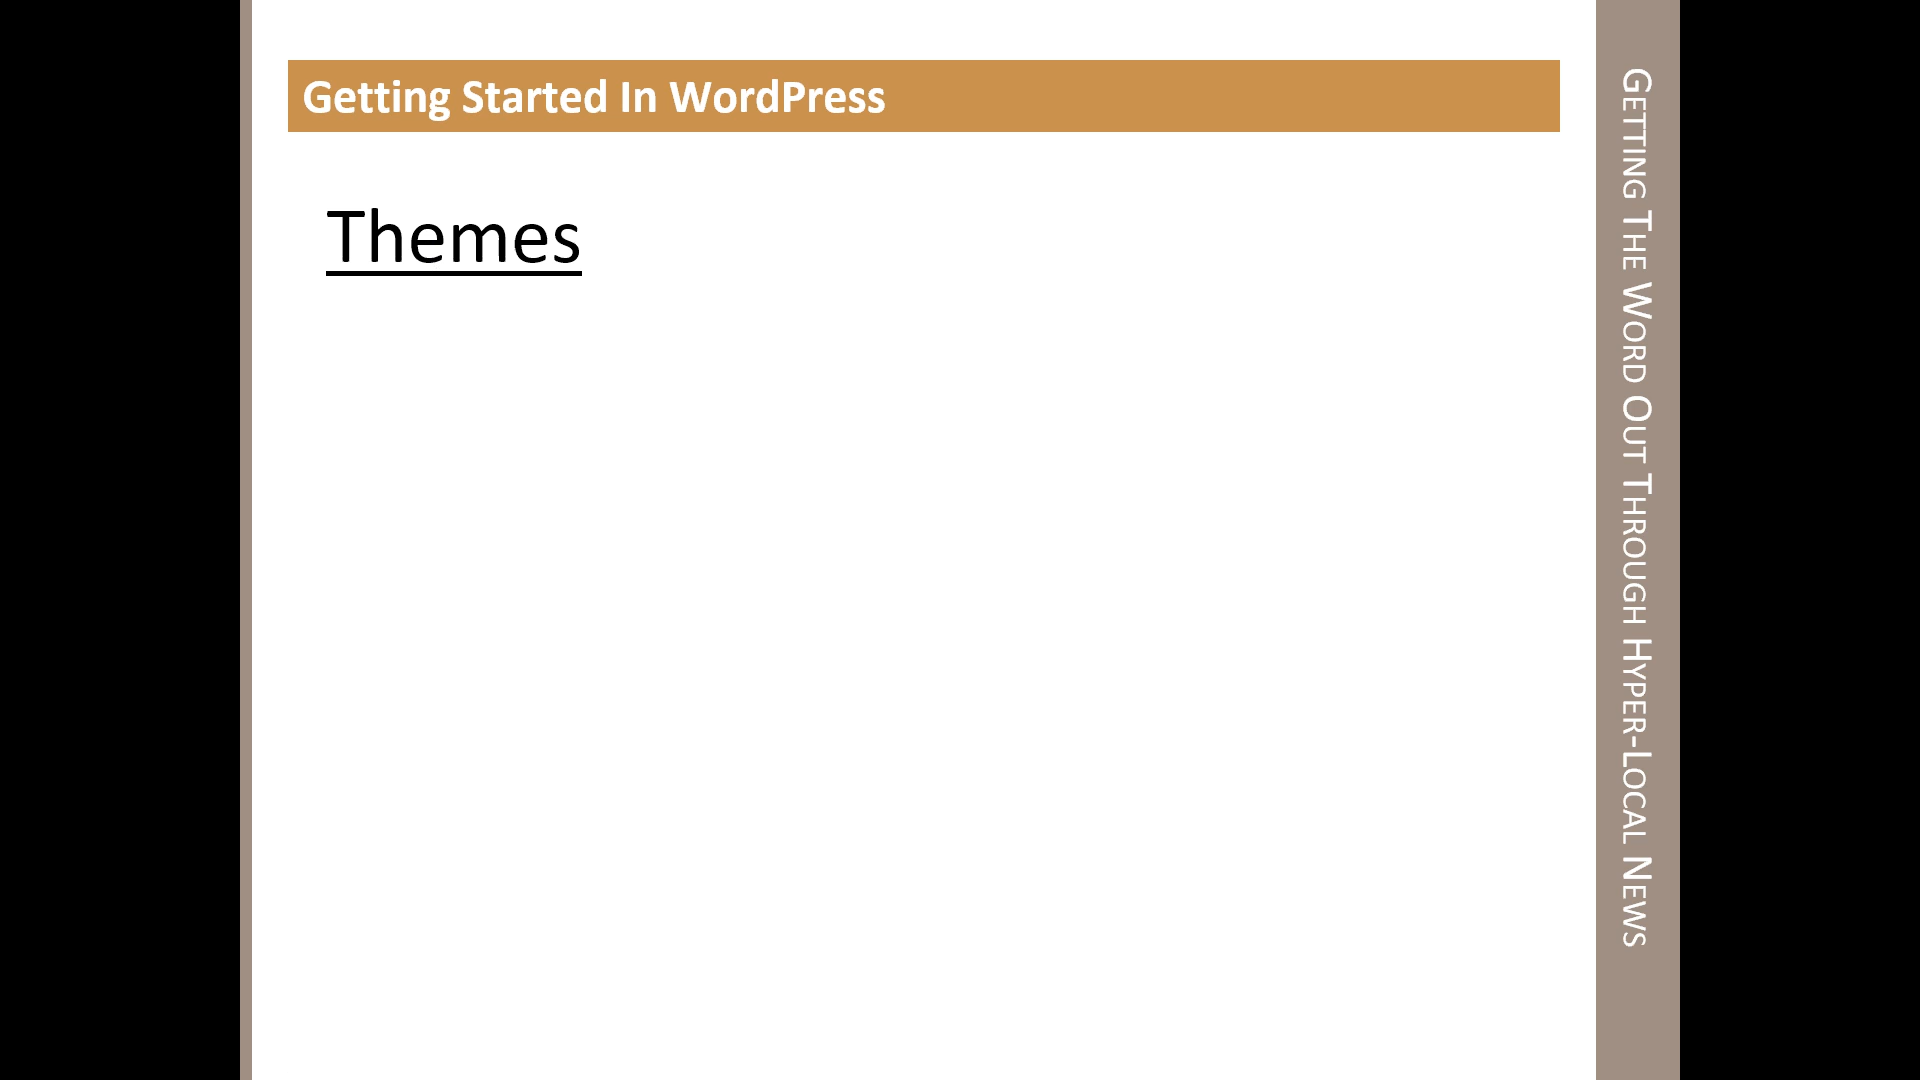 Getting Started In WordPress
Themes
Getting The Word Out Through Hyper-Local News